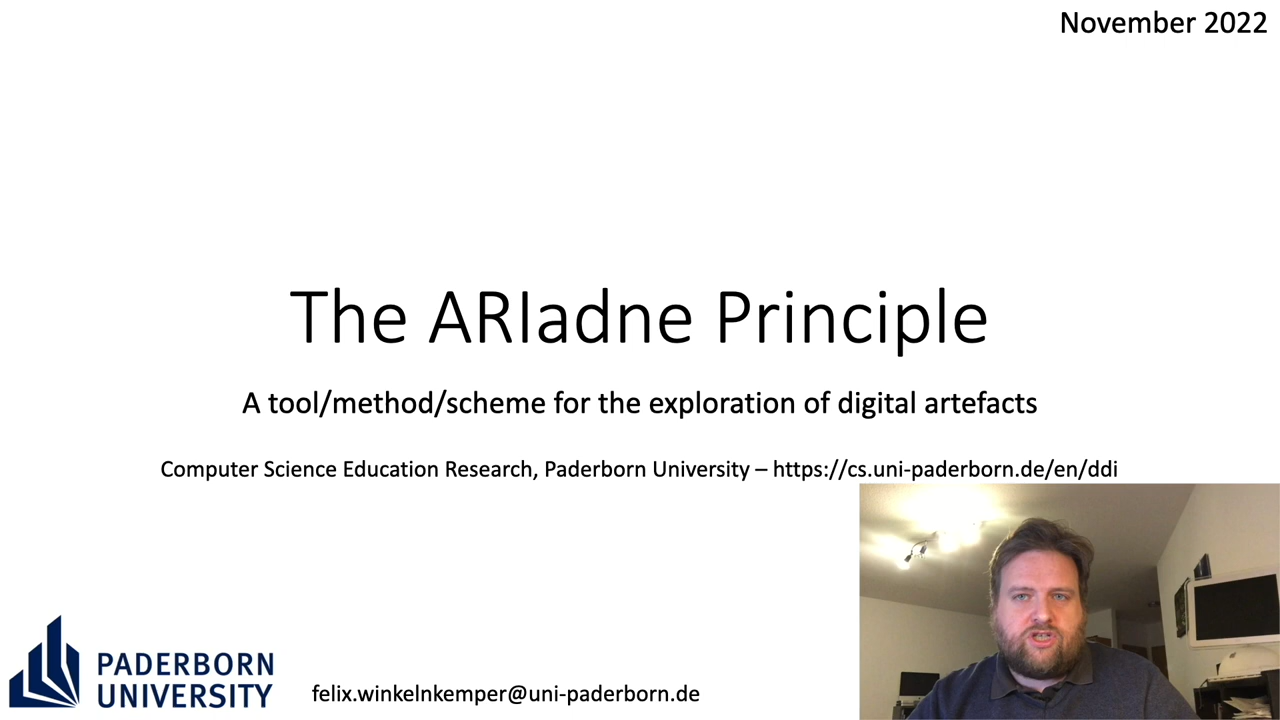 November 2022
The ARIadne Principle
A tool/method/scheme for the exploration of digital artefacts
Computer Science Education Research, Paderborn University – https://cs.uni-paderborn.de/en/ddi
PADERBORN
UNIVERSITY
felix.winkelnkemper@uni-paderborn.de